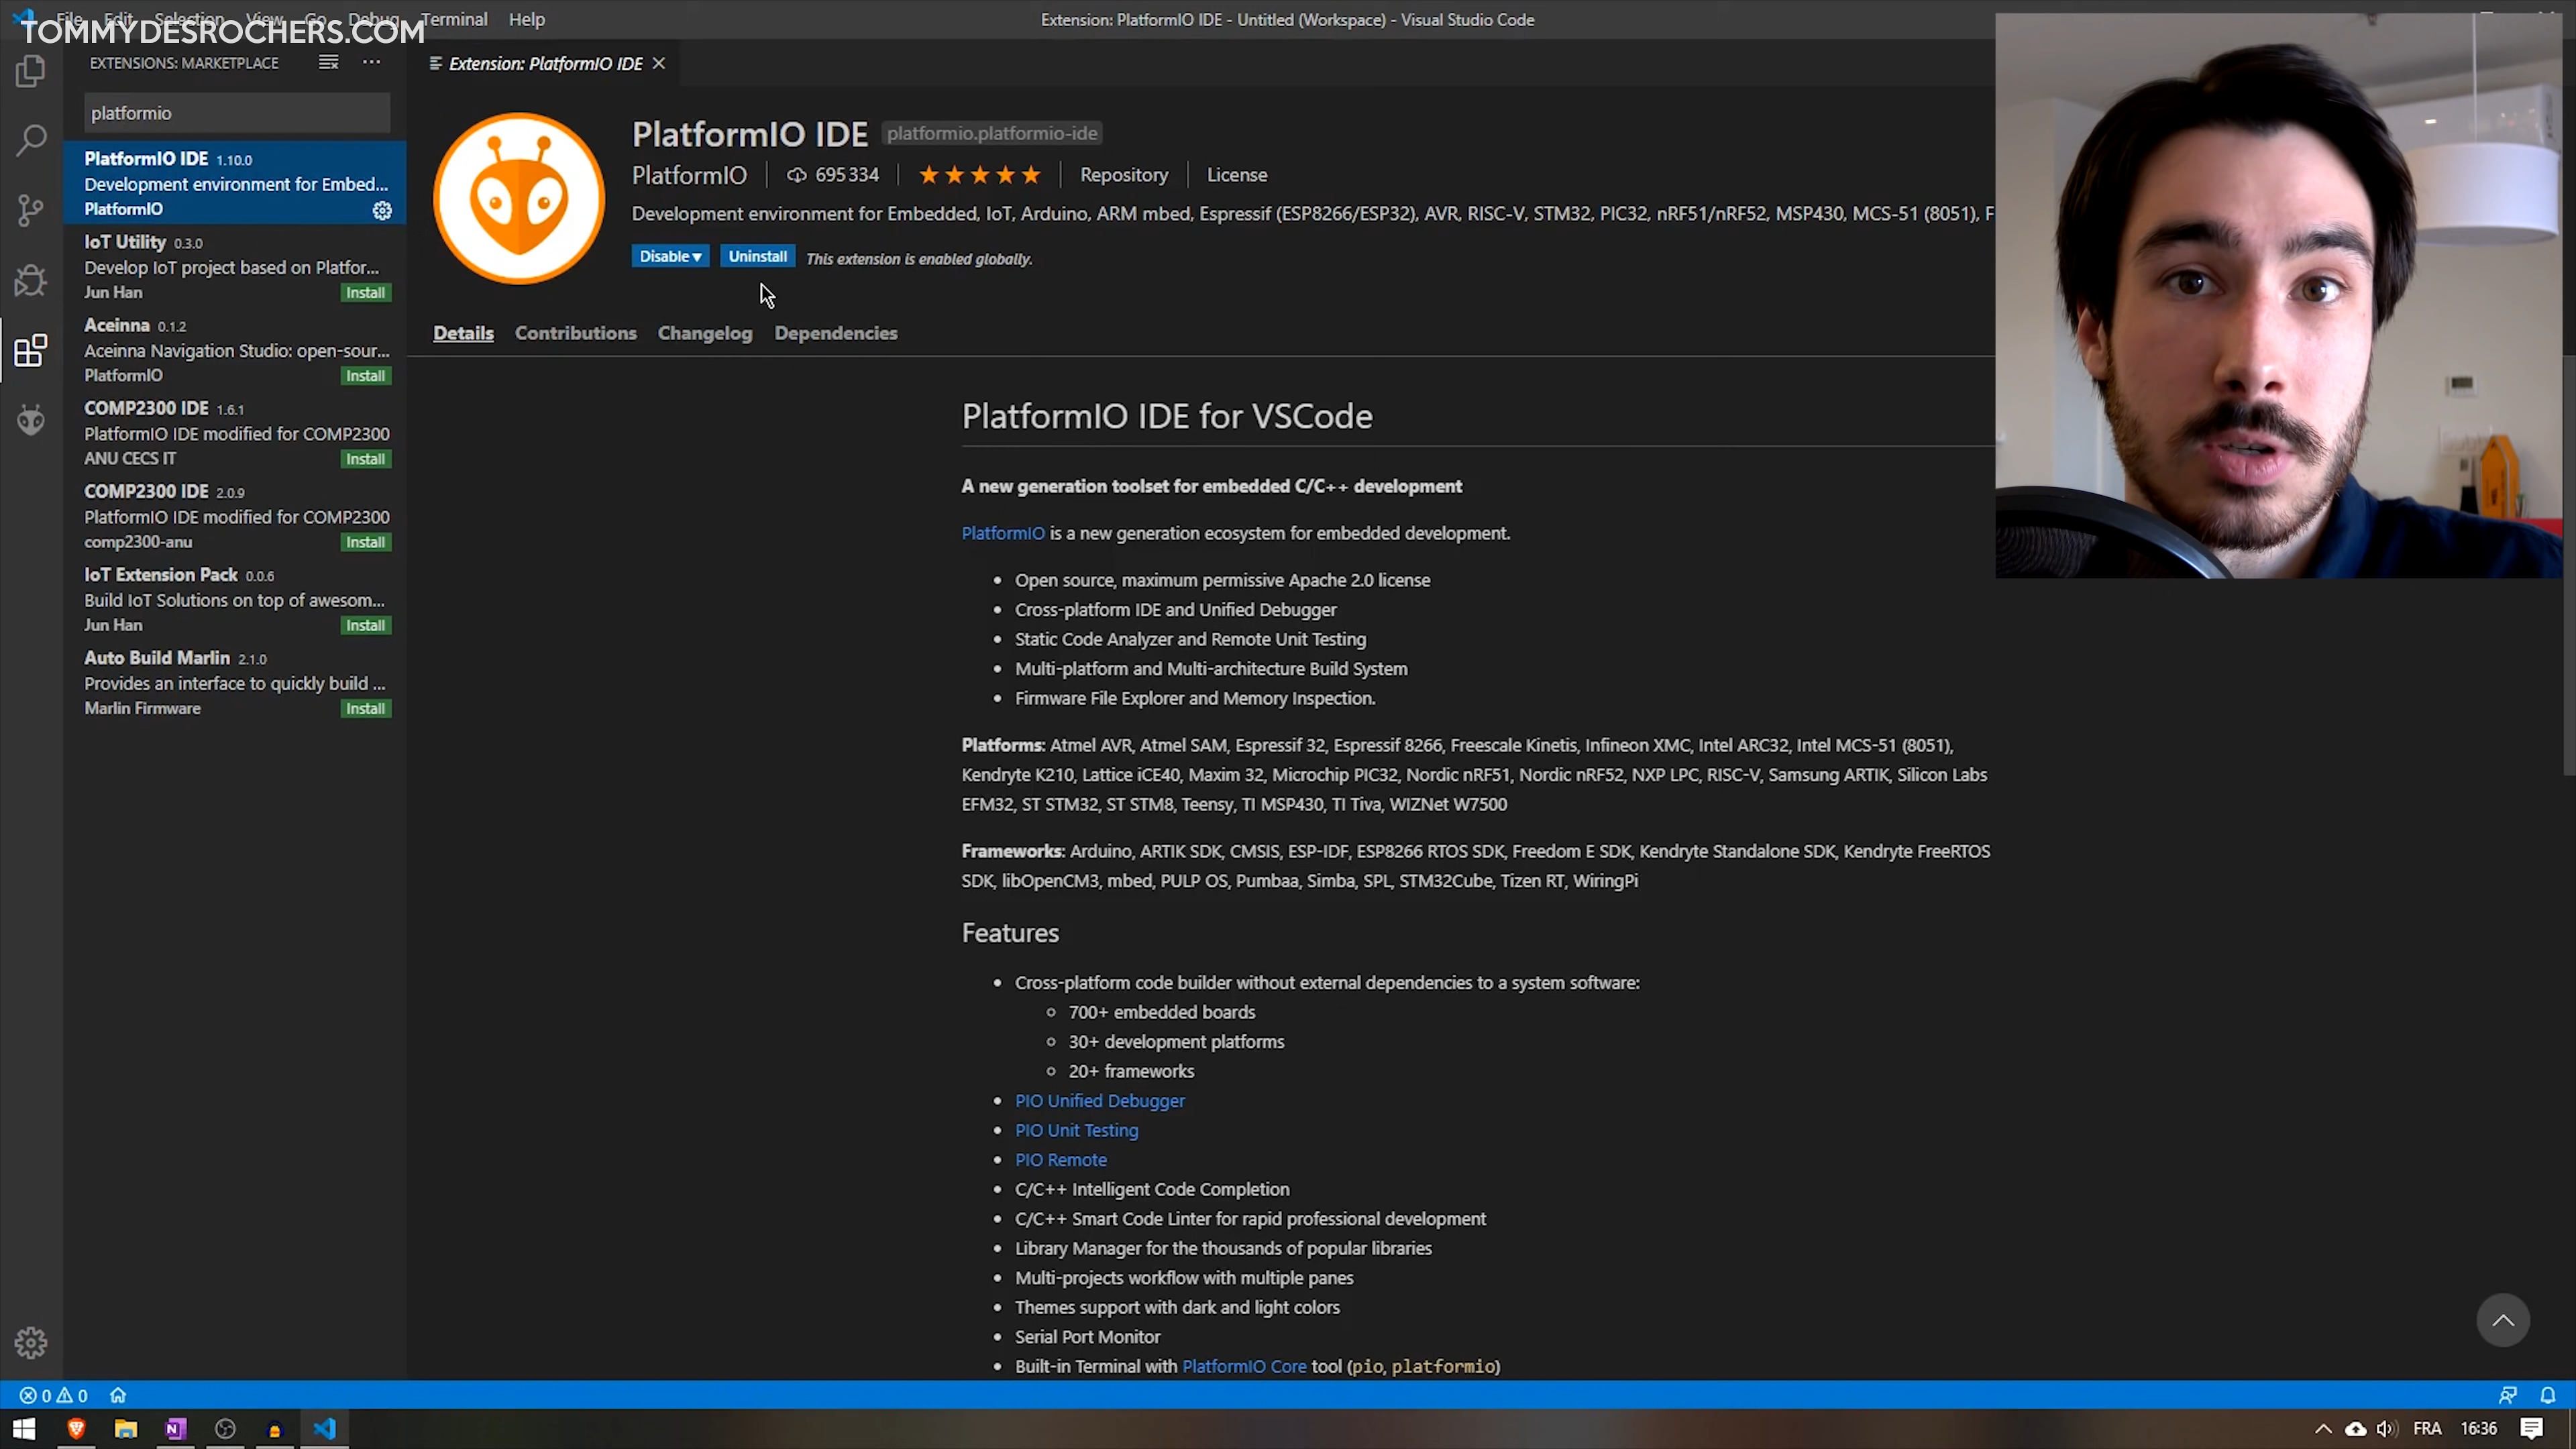 File Edit Selection View Go Debug Terminal Help
Extension: PlatformIO IDE - Untitled (Workspace) - Visual Studio Code
TOMMYDESROCHERS.COM
EXTENSIONS: MARKETPLACE
platformio
PlatformIO IDE 1.10.0
Development environment for Embed...
PlatformIO
IoT Utility 0.3.0
Develop IoT project based on Platfor...
Jun Han Install
Aceinna 0.1.2
Aceinna Navigation Studio: open-sour...
PlatformIO Install
COMP2300 IDE 1.6.1
PlatformIO IDE modified for COMP2300
ANU CECS IT Install
COMP2300 IDE 2.0.9
PlatformIO IDE modified for COMP2300
comp2300-anu Install
IoT Extension Pack 0.0.6
Build IoT Solutions on top of awesom...
Jun Han Install
Auto Build Marlin 2.1.0
Provides an interface to quickly build ...
Marlin Firmware Install
Extension: PlatformIO IDE
PlatformIO IDE platformio.platformio-ide
PlatformIO 695 334 Repository License
Development environment for Embedded, IoT, Arduino, ARM mbed, Espressif (ESP8266/ESP32), AVR, RISC-V, STM32, PIC32, nRF51/nRF52, MSP430, MCS-51 (8051), F
Disable Uninstall This extension is enabled globally.
Details Contributions Changelog Dependencies
PlatformIO IDE for VSCode
A new generation toolset for embedded C/C++ development
PlatformIO is a new generation ecosystem for embedded development.
Open source, maximum permissive Apache 2.0 license
Cross-platform IDE and Unified Debugger
Static Code Analyzer and Remote Unit Testing
Multi-platform and Multi-architecture Build System
Firmware File Explorer and Memory Inspection.
Platforms: Atmel AVR, Atmel SAM, Espressif 32, Espressif 8266, Freescale Kinetis, Infineon XMC, Intel ARC32, Intel MCS-51 (8051),
Kendryte K210, Lattice iCE40, Maxim 32, Microchip PIC32, Nordic nRF51, Nordic nRF52, NXP LPC, RISC-V, Samsung ARTIK, Silicon Labs
EFM32, ST STM32, ST STM8, Teensy, TI MSP430, TI Tiva, WIZNet W7500
Frameworks: Arduino, ARTIK SDK, CMSIS, ESP-IDF, ESP8266 RTOS SDK, Freedom E SDK, Kendryte Standalone SDK, Kendryte FreeRTOS
SDK, libOpenCM3, mbed, PULP OS, Pumbaa, Simba, SPL, STM32Cube, Tizen RT, WiringPi
Features
Cross-platform code builder without external dependencies to a system software:
700+ embedded boards
30+ development platforms
20+ frameworks
PIO Unified Debugger
PIO Unit Testing
PIO Remote
C/C++ Intelligent Code Completion
C/C++ Smart Code Linter for rapid professional development
Library Manager for the thousands of popular libraries
Multi-projects workflow with multiple panes
Themes support with dark and light colors
Serial Port Monitor
Built-in Terminal with PlatformIO Core tool (pio, platformio)
0 0
FRA 16:36